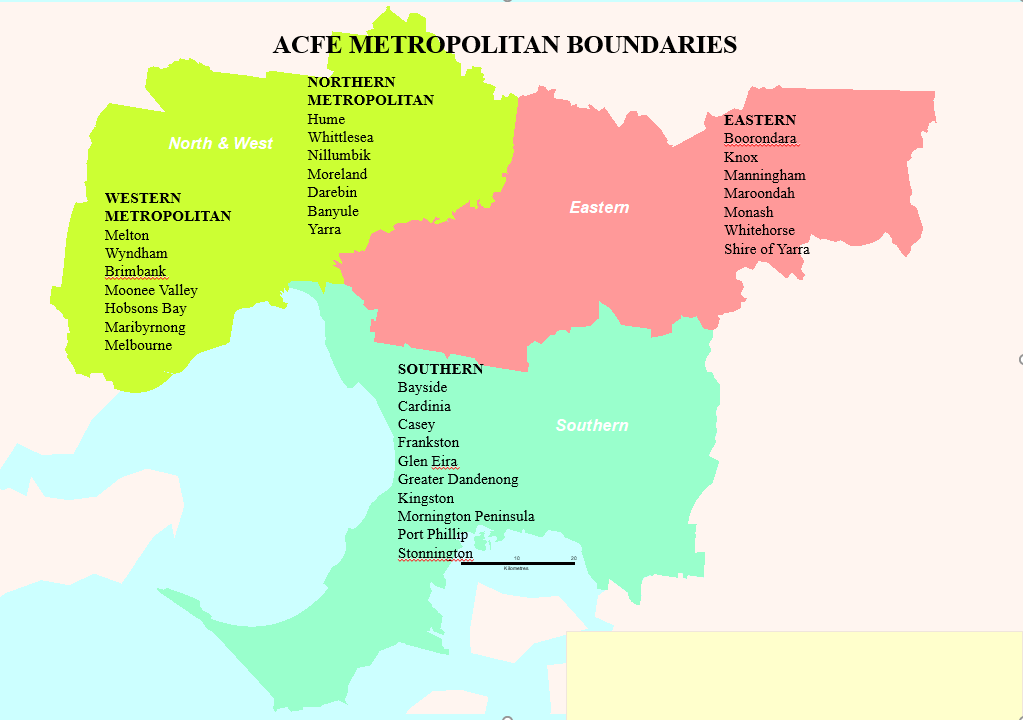 ACFE METROPOLITAN BOUNDARIES
NORTHERN
METROPOLITAN
Hume
Whittlesea
Nillumbik
Moreland
Darebin
Banyule
Yarra
North & West
WESTERN
METROPOLITAN
Melton
Wyndham
Brimbank
Moonee Valley
Hobsons Bay
Maribyrnong
Melbourne
Eastern
EASTERN
Boorondara
Knox
Manningham
Maroondah
Monash
Whitehorse
Shire of Yarra
SOUTHERN
Bayside
Cardinia
Casey
Frankston
Glen Eira
Greater Dandenong
Kingston
Mornington Peninsula
Port Phillip
Stonnington
Southern
10 20
Kilometres